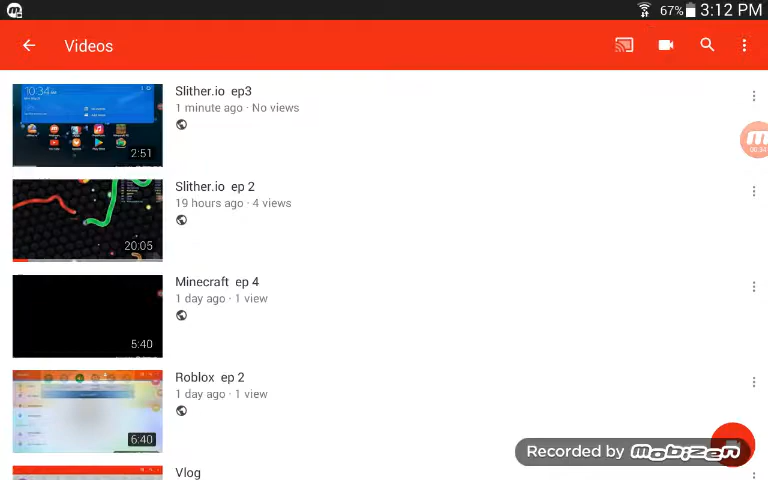 67% 3:12 PM
Videos
Slither.io ep3
1 minute ago · No views
2:51
Slither.io ep 2
19 hours ago · 4 views
20:05
Minecraft ep 4
1 day ago · 1 view
5:40
Roblox ep 2
1 day ago · 1 view
6:40
Vlog
Recorded by mobizen